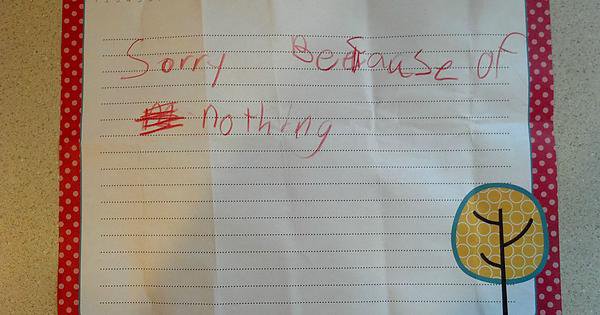 Sorry Because of
nothing